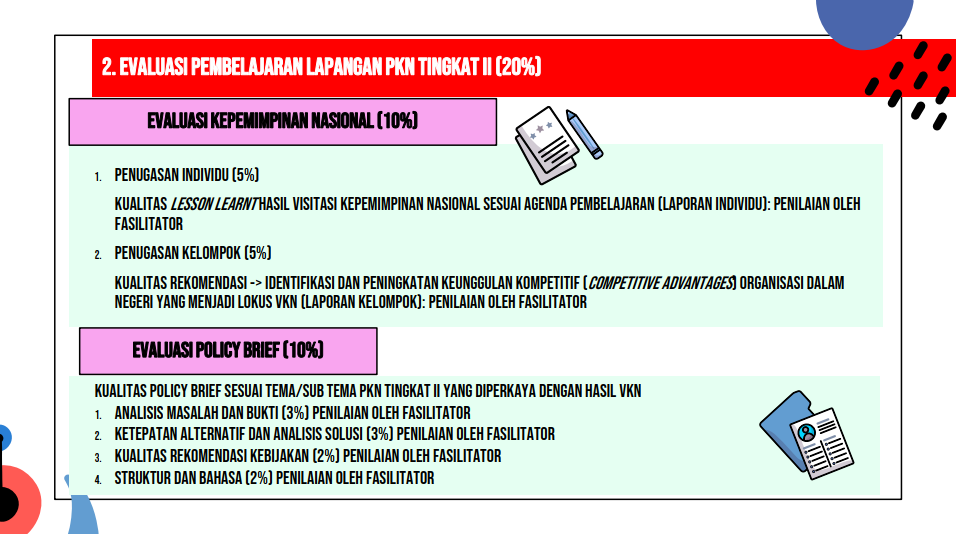 2. EVALUASI PEMBELAJARAN LAPANGAN PKN TINGKAT II (20%)
EVALUASI KEPEMIMPINAN NASIONAL (10%)
1. PENUGASAN INDIVIDU (5%)
KUALITAS LESSON LEARNT HASIL VISITASI KEPEMIMPINAN NASIONAL SESUAI AGENDA PEMBELAJARAN (LAPORAN INDIVIDU): PENILAIAN OLEH
FASILITATOR
2. PENUGASAN KELOMPOK (5%)
KUALITAS REKOMENDASI -> IDENTIFIKASI DAN PENINGKATAN KEUNGGULAN KOMPETITIF (COMPETITIVE ADVANTAGES) ORGANISASI DALAM
NEGERI YANG MENJADI LOKUS VKN (LAPORAN KELOMPOK): PENILAIAN OLEH FASILITATOR
EVALUASI POLICY BRIEF (10%)
KUALITAS POLICY BRIEF SESUAI TEMA/SUB TEMA PKN TINGKAT II YANG DIPERKAYA DENGAN HASIL VKN
1. ANALISIS MASALAH DAN BUKTI (3%) PENILAIAN OLEH FASILITATOR
2. KETEPATAN ALTERNATIF DAN ANALISIS SOLUSI (3%) PENILAIAN OLEH FASILITATOR
3. KUALITAS REKOMENDASI KEBIJAKAN (2%) PENILAIAN OLEH FASILITATOR
4. STRUKTUR DAN BAHASA (2%) PENILAIAN OLEH FASILITATOR